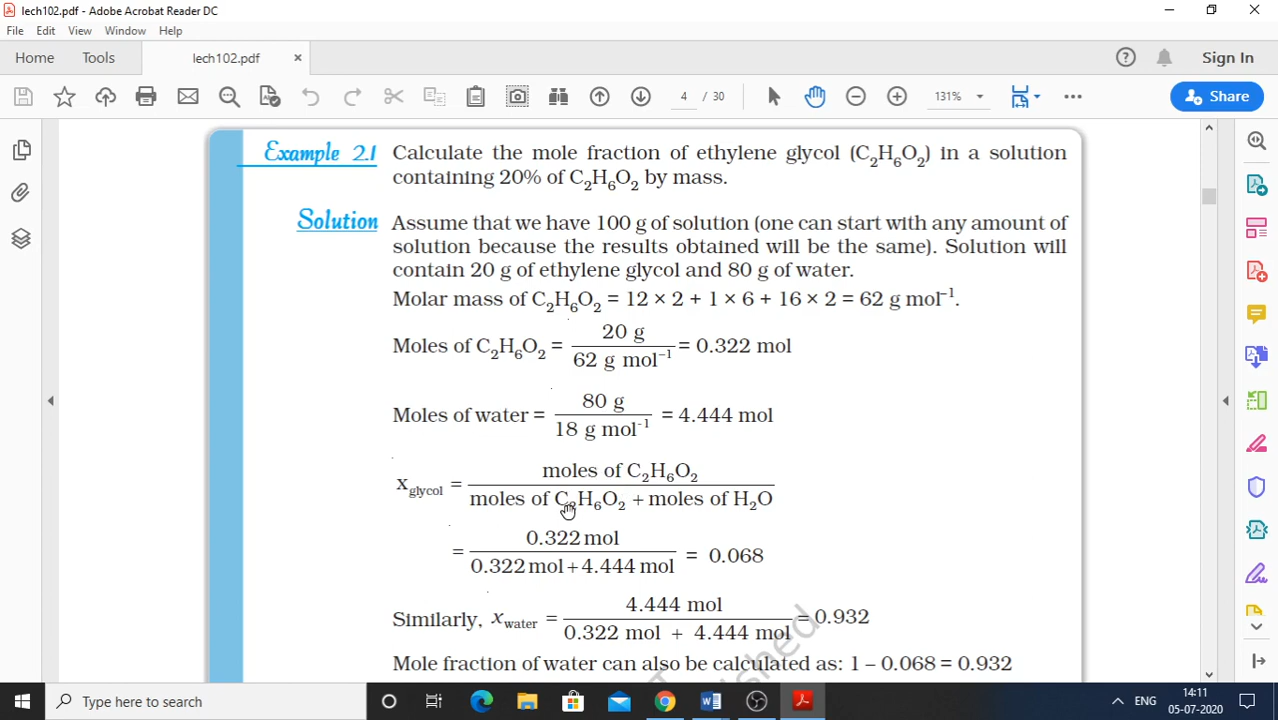 lech102.pdf - Adobe Acrobat Reader DC
File Edit View Window Help
Home Tools lech102.pdf × Sign In
4 / 30 131% Share
Example 2.1 Calculate the mole fraction of ethylene glycol (C₂H₆O₂) in a solution
containing 20% of C₂H₆O₂ by mass.
Solution Assume that we have 100 g of solution (one can start with any amount of
solution because the results obtained will be the same). Solution will
contain 20 g of ethylene glycol and 80 g of water.
Molar mass of C₂H₆O₂ = 12 × 2 + 1 × 6 + 16 × 2 = 62 g mol⁻¹.
20 g
Moles of C₂H₆O₂ = = 0.322 mol
62 g mol⁻¹
80 g
Moles of water = = 4.444 mol
18 g mol⁻¹
moles of C₂H₆O₂
x glycol =
moles of C₂H₆O₂ + moles of H₂O
0.322 mol
= = 0.068
0.322 mol + 4.444 mol
4.444 mol
Similarly, x water = = 0.932
0.322 mol + 4.444 mol
Mole fraction of water can also be calculated as: 1 – 0.068 = 0.932
Type here to search
ENG
14:11
05-07-2020